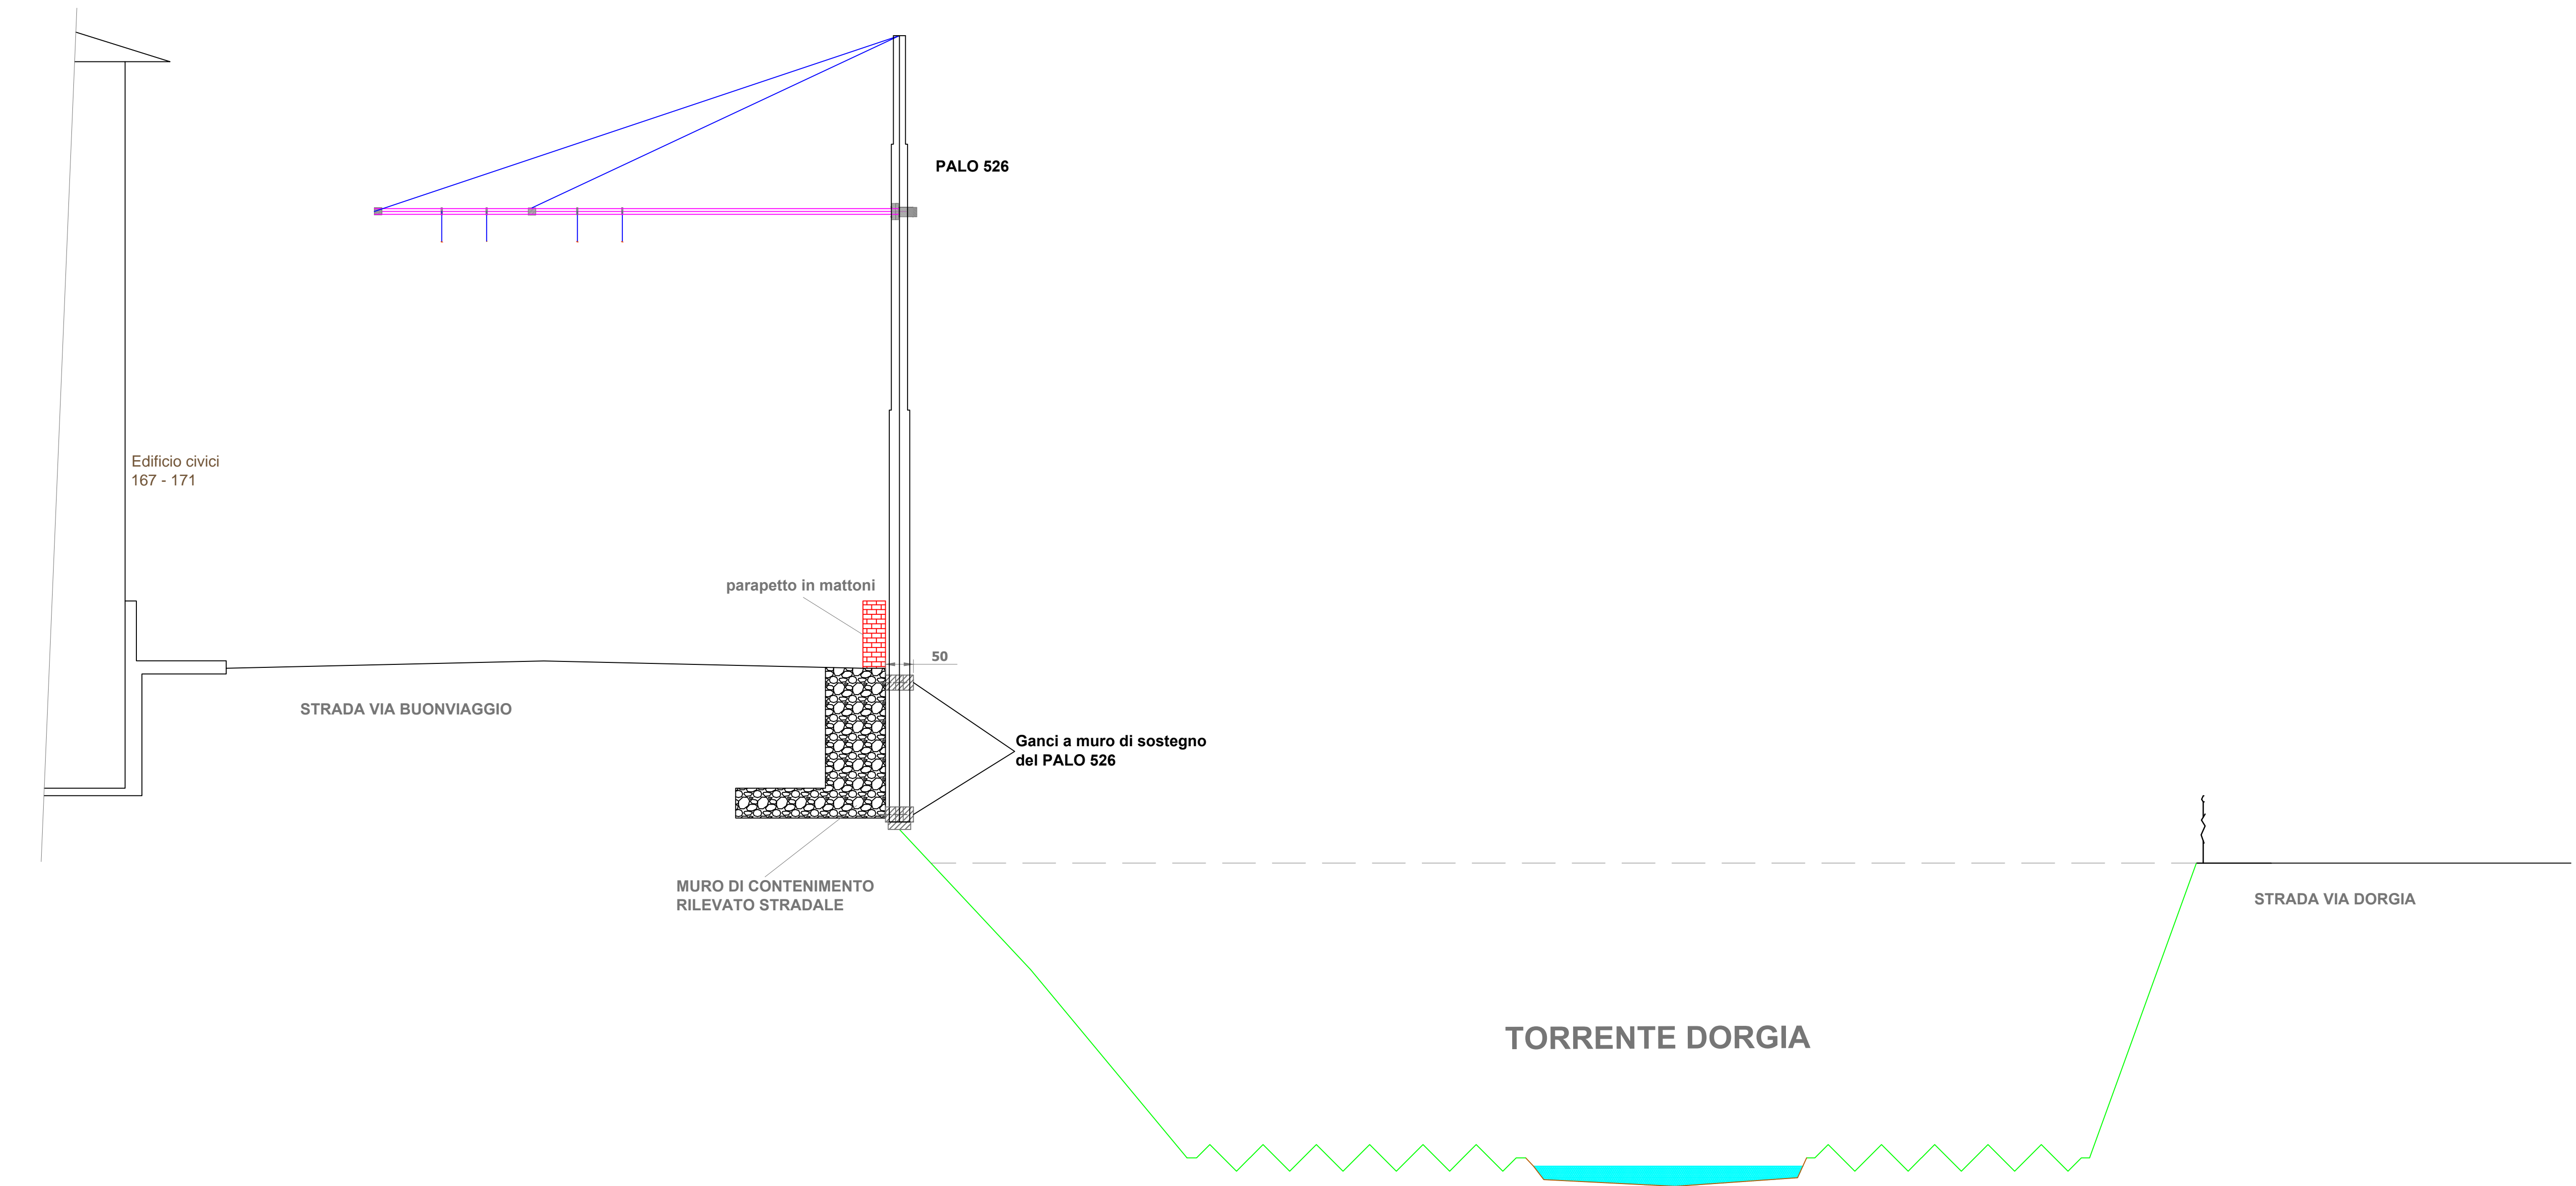 PALO 526
Edificio civici
167 - 171
parapetto in mattoni
50
STRADA VIA BUONVIAGGIO
Ganci a muro di sostegno
del PALO 526
MURO DI CONTENIMENTO
RILEVATO STRADALE
STRADA VIA DORGIA
TORRENTE DORGIA